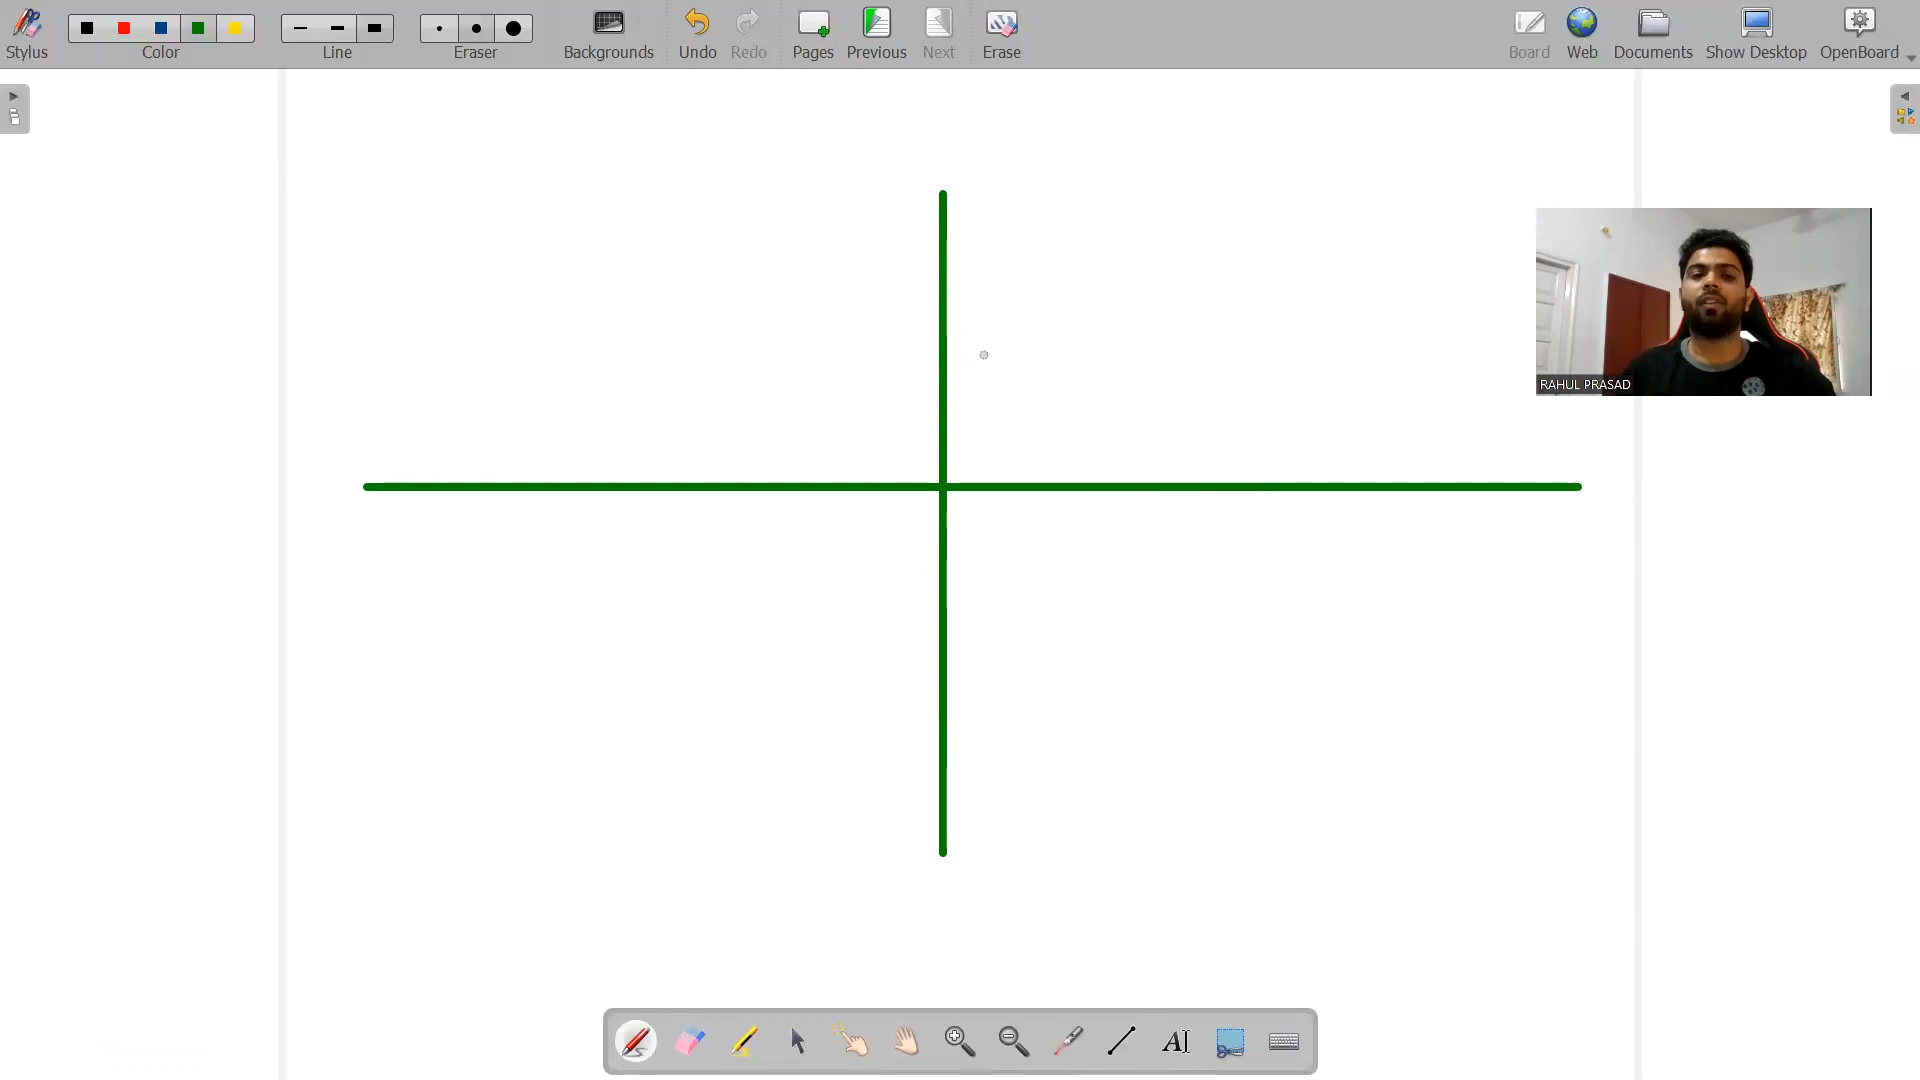 Stylus
Color
Line
Eraser
Backgrounds
Undo
Redo
Pages
Previous
Next
Erase
Board
Web
Documents
Show Desktop
OpenBoard
RAHUL PRASAD
AI